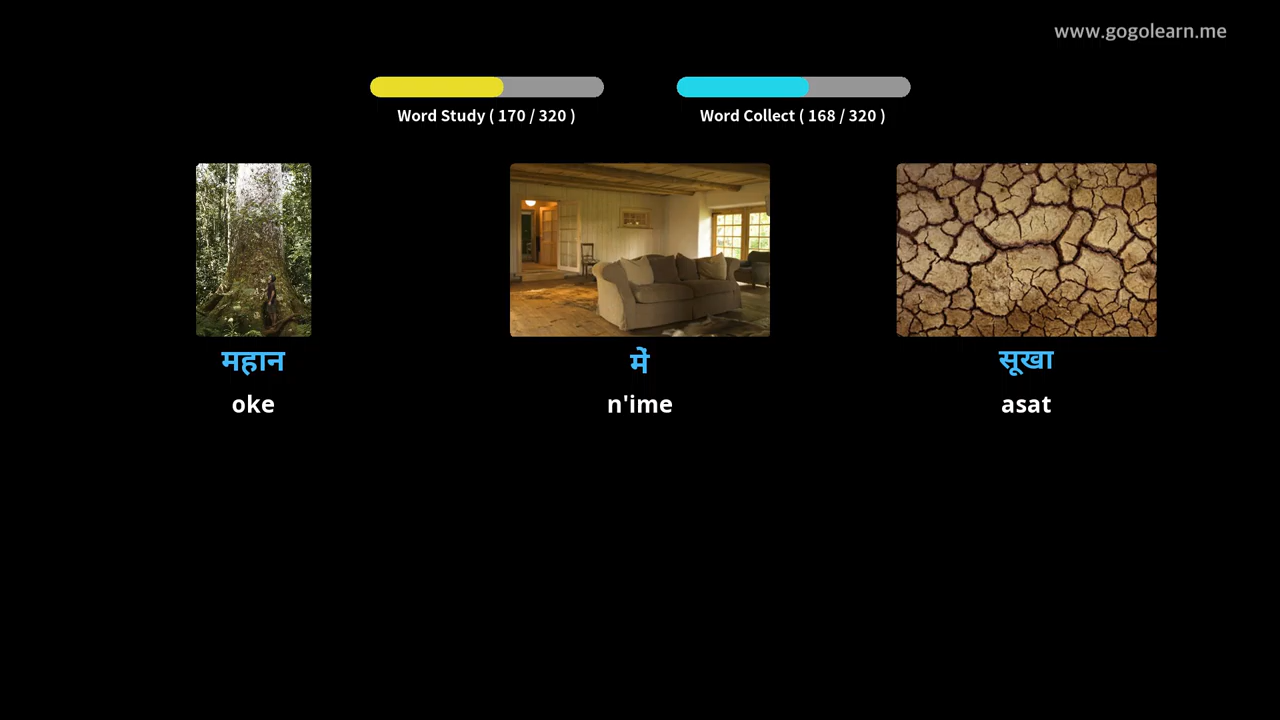 www.gogolearn.me
Word Study ( 170 / 320 )
Word Collect ( 168 / 320 )
महान
में
सूखा
oke
n'ime
asat